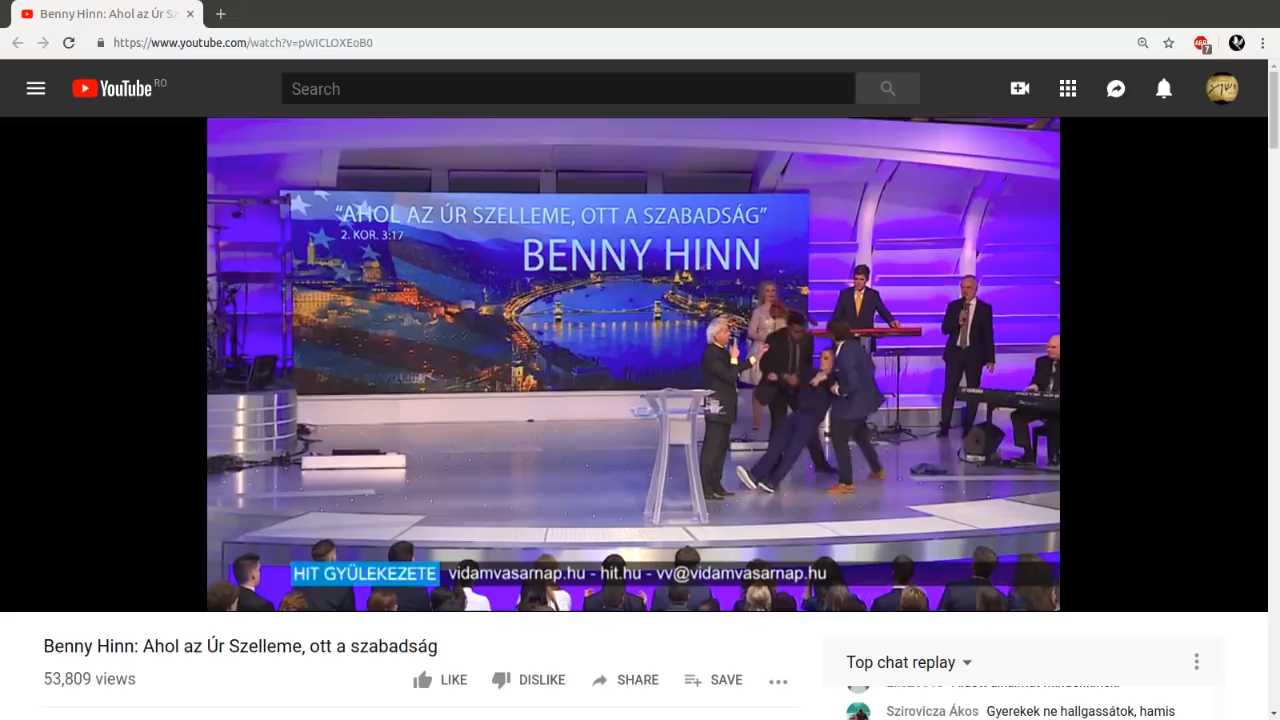 Benny Hinn: Ahol az Úr Sz
https://www.youtube.com/watch?v=pWICLOXEoB0
ABP
7
YouTube RO
Search
"AHOL AZ ÚR SZELLEME, OTT A SZABADSÁG"
2. KOR. 3:17
BENNY HINN
HIT GYÜLEKEZETE vidamvasarnap.hu - hit.hu - vv@vidamvasarnap.hu
Benny Hinn: Ahol az Úr Szelleme, ott a szabadság
53,809 views
LIKE DISLIKE SHARE SAVE
Top chat replay
Szirovicza Ákos Gyerekek ne hallgassátok, hamis